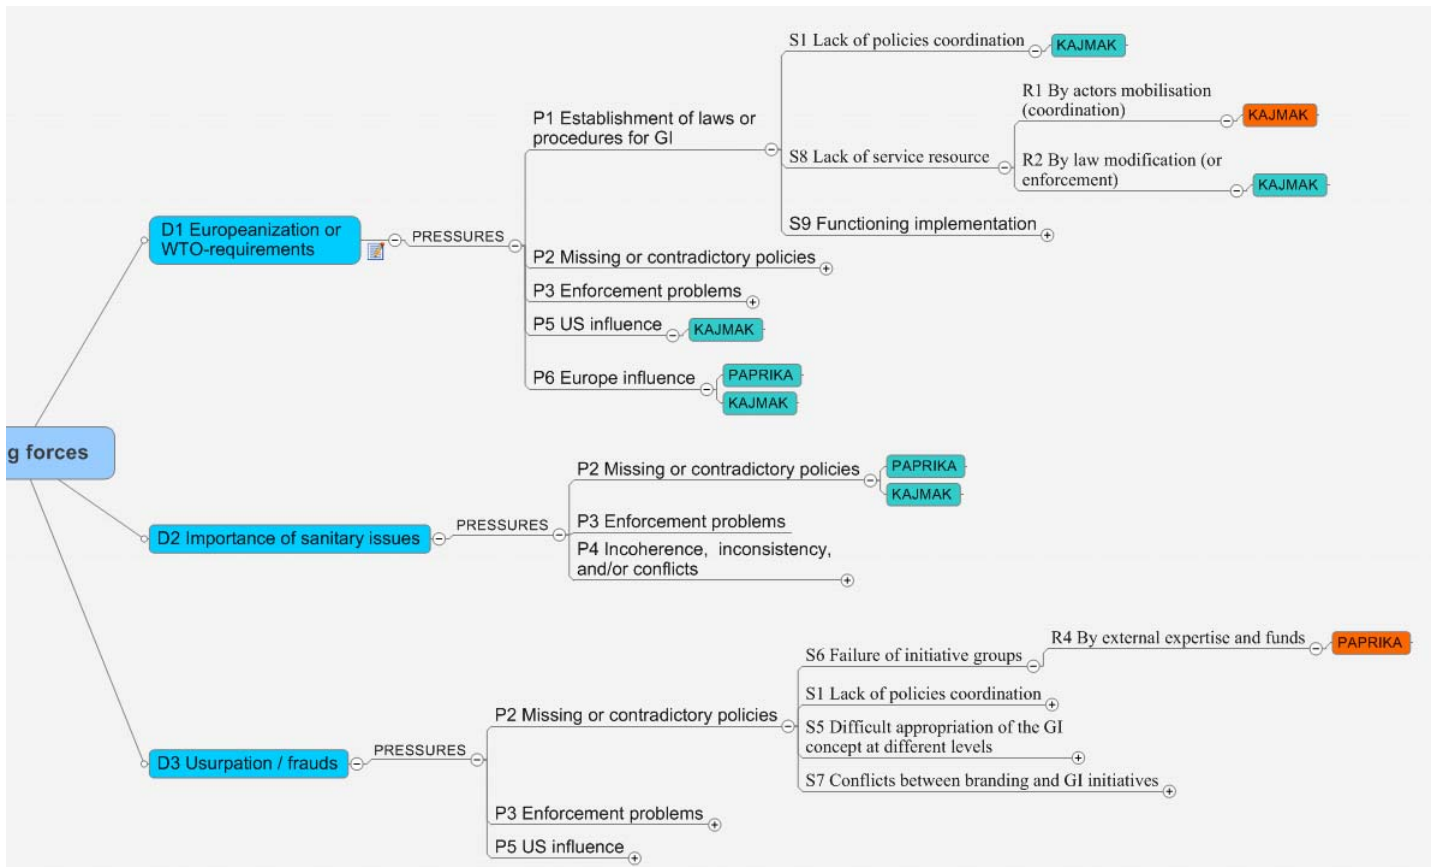 S1 Lack of policies coordination
KAJMAK
R1 By actors mobilisation
(coordination)
KAJMAK
P1 Establishment of laws or
procedures for GI
S8 Lack of service resource
R2 By law modification (or
enforcement)
KAJMAK
S9 Functioning implementation
D1 Europeanization or
WTO-requirements
PRESSURES
P2 Missing or contradictory policies
P3 Enforcement problems
P5 US influence
KAJMAK
P6 Europe influence
PAPRIKA
KAJMAK
g forces
P2 Missing or contradictory policies
PAPRIKA
KAJMAK
D2 Importance of sanitary issues
PRESSURES
P3 Enforcement problems
P4 Incoherence, inconsistency,
and/or conflicts
R4 By external expertise and funds
PAPRIKA
S6 Failure of initiative groups
S1 Lack of policies coordination
P2 Missing or contradictory policies
S5 Difficult appropriation of the GI
concept at different levels
S7 Conflicts between branding and GI initiatives
D3 Usurpation / frauds
PRESSURES
P3 Enforcement problems
P5 US influence